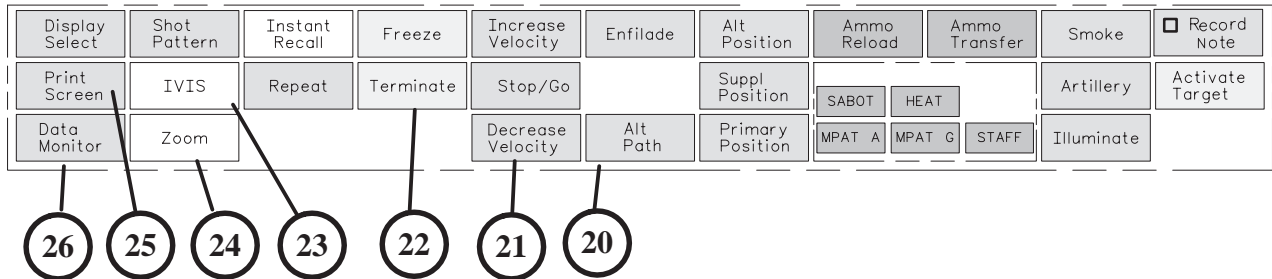 Display
Select
Shot
Pattern
Instant
Recall
Freeze
Increase
Velocity
Enfilade
Alt
Position
Ammo
Reload
Ammo
Transfer
Smoke
Record
Note
Print
Screen
IVIS
Repeat
Terminate
Stop/Go
Suppl
Position
SABOT
HEAT
Artillery
Activate
Target
Data
Monitor
Zoom
Decrease
Velocity
Alt
Path
Primary
Position
MPAT A
MPAT G
STAFF
Illuminate
26
25
24
23
22
21
20